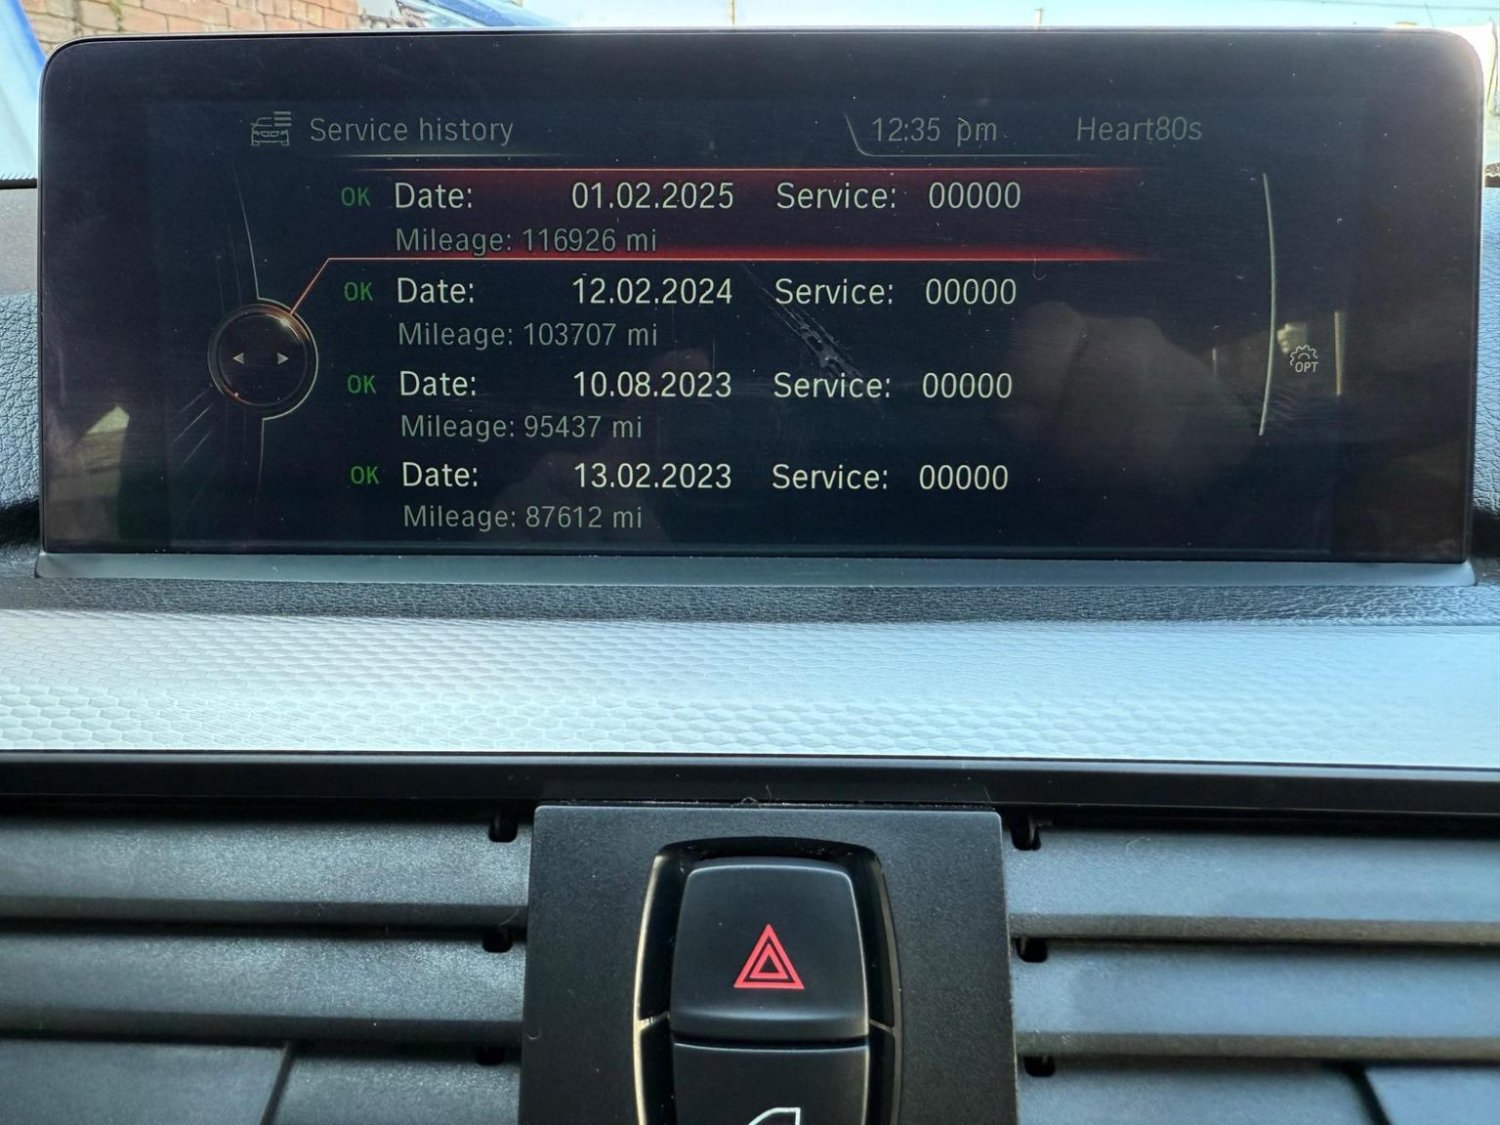 Service history 12:35 pm Heart80s
OK Date: 01.02.2025 Service: 00000
Mileage: 116926 mi
OK Date: 12.02.2024 Service: 00000
Mileage: 103707 mi
OK Date: 10.08.2023 Service: 00000
Mileage: 95437 mi
OPT
OK Date: 13.02.2023 Service: 00000
Mileage: 87612 mi